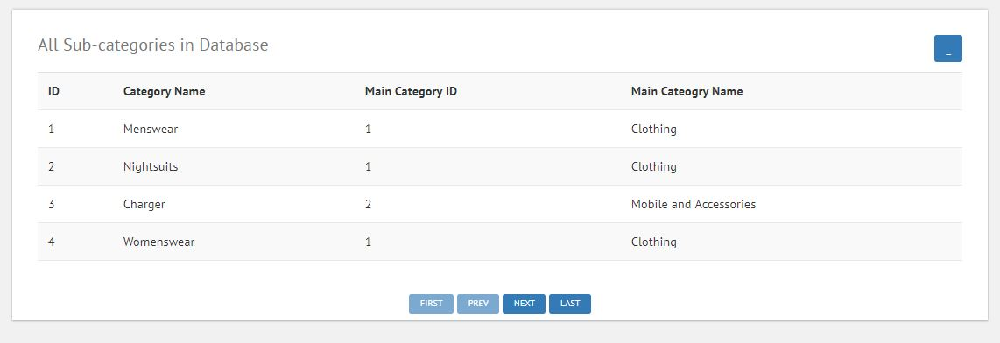 All Sub-categories in Database
_
ID Category Name Main Category ID Main Cateogry Name
1 Menswear 1 Clothing
2 Nightsuits 1 Clothing
3 Charger 2 Mobile and Accessories
4 Womenswear 1 Clothing
FIRST PREV NEXT LAST